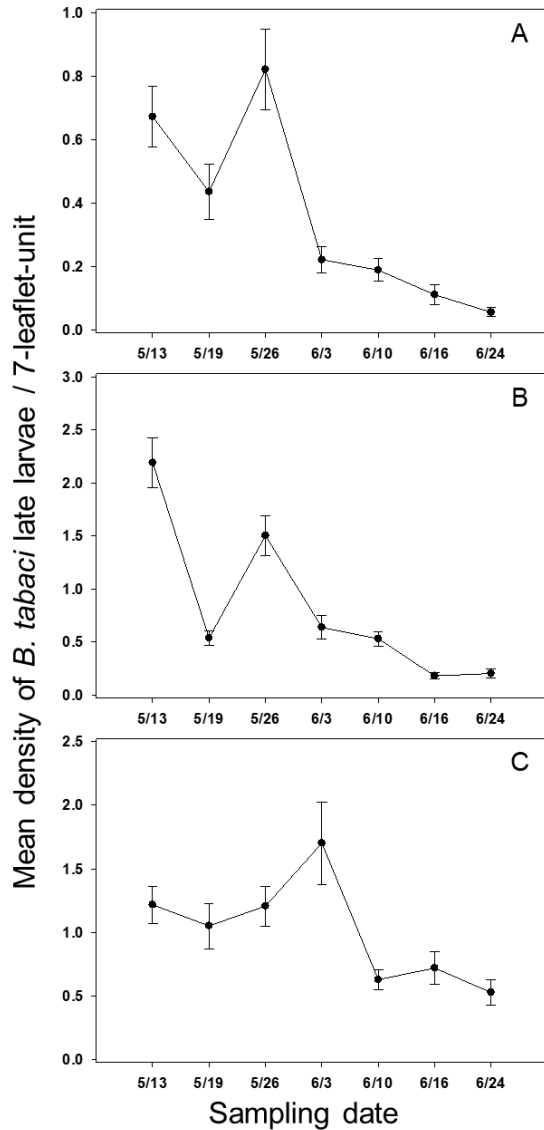 Mean density of B. tabaci late larvae / 7-leaflet-unit
A
1.0
0.8
0.6
0.4
0.2
0.0
5/13 5/19 5/26 6/3 6/10 6/16 6/24
B
3.0
2.5
2.0
1.5
1.0
0.5
0.0
5/13 5/19 5/26 6/3 6/10 6/16 6/24
C
2.5
2.0
1.5
1.0
0.5
0.0
5/13 5/19 5/26 6/3 6/10 6/16 6/24
Sampling date